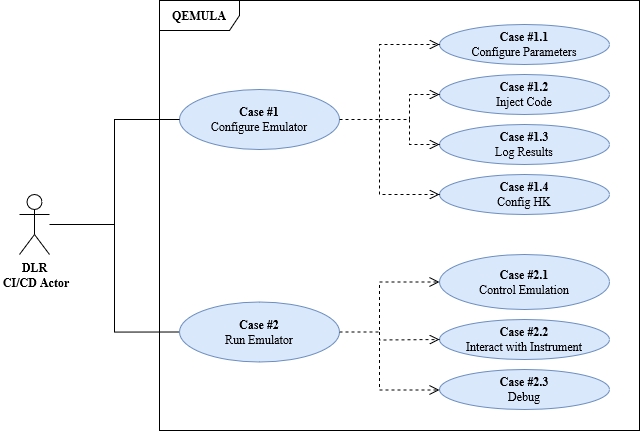 QEMULA
Case #1.1
Configure Parameters
Case #1.2
Inject Code
Case #1
Configure Emulator
Case #1.3
Log Results
Case #1.4
Config HK
DLR
CI/CD Actor
Case #2.1
Control Emulation
Case #2
Run Emulator
Case #2.2
Interact with Instrument
Case #2.3
Debug